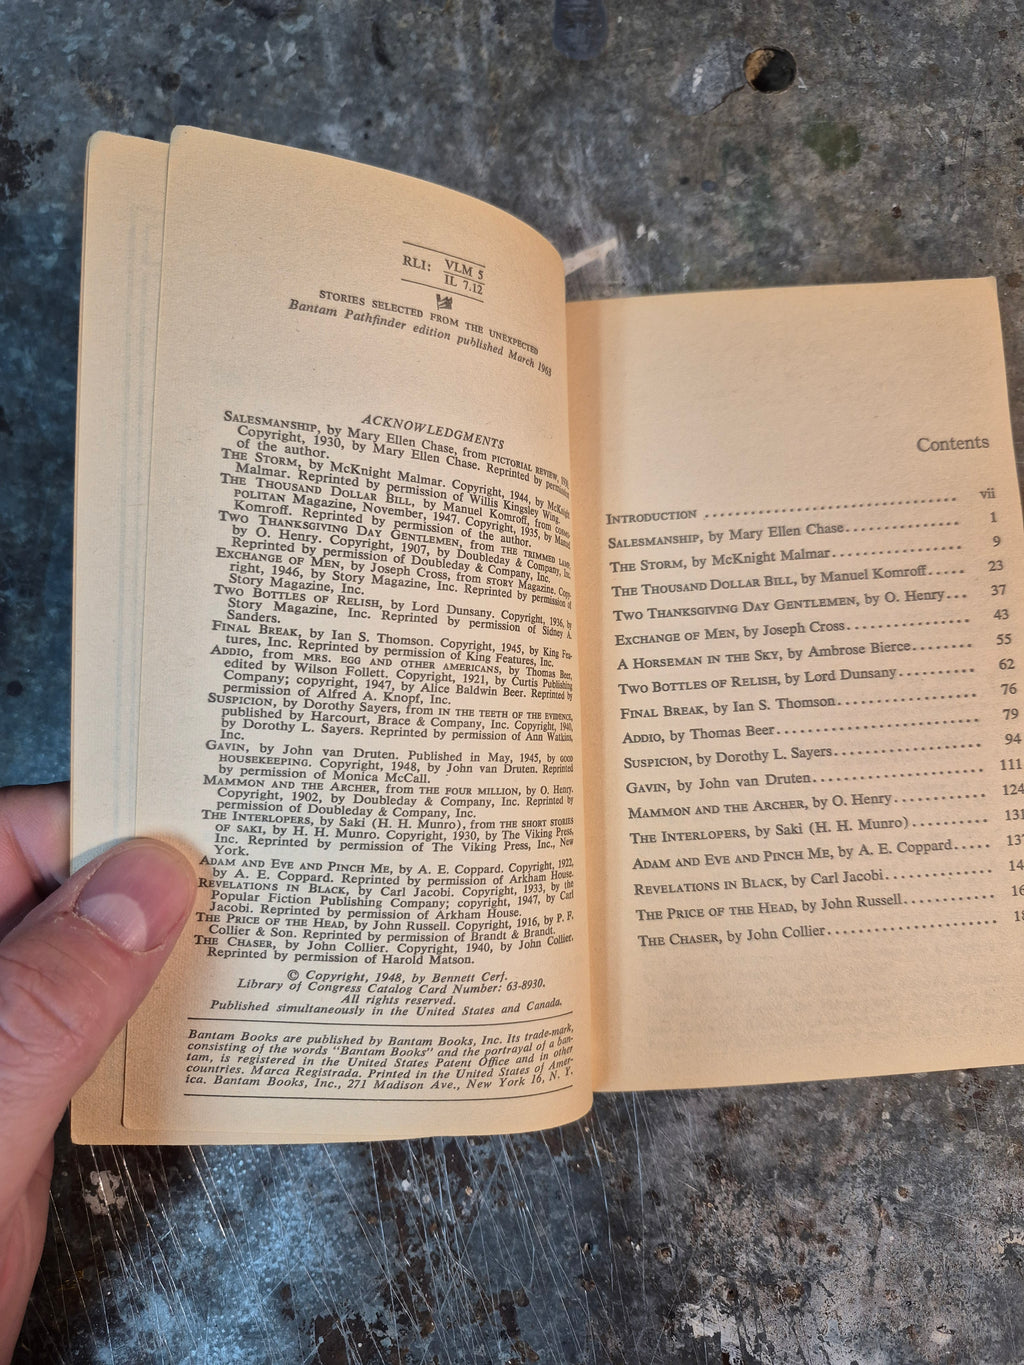 RLI: VLM 5
IL 7.12
STORIES SELECTED FROM THE UNEXPECTED
Bantam Pathfinder edition published March 1963
ACKNOWLEDGMENTS
SALESMANSHIP, by Mary Ellen Chase, from PICTORIAL REVIEW, 1930.
Copyright, 1930, by Mary Ellen Chase. Reprinted by permission
of the author.
THE STORM, by McKnight Malmar. Copyright, 1944, by McKnight
Malmar. Reprinted by permission of Willis Kingsley Wing.
THE THOUSAND DOLLAR BILL, by Manuel Komroff, from COSMO-
POLITAN Magazine, November, 1947. Copyright, 1935, by Manuel
Komroff. Reprinted by permission of the author.
TWO THANKSGIVING DAY GENTLEMEN, from THE TRIMMED LAMP,
by O. Henry. Copyright, 1907, by Doubleday & Company, Inc.
Reprinted by permission of Doubleday & Company, Inc.
EXCHANGE OF MEN, by Joseph Cross, from STORY Magazine. Copy-
right, 1946, by Story Magazine, Inc. Reprinted by permission of
Story Magazine, Inc.
TWO BOTTLES OF RELISH, by Lord Dunsany. Copyright, 1936, by
Story Magazine, Inc. Reprinted by permission of Sidney A.
Sanders.
FINAL BREAK, by Ian S. Thomson. Copyright, 1945, by King Fea-
tures, Inc. Reprinted by permission of King Features, Inc.
ADDIO, from MRS. EGG AND OTHER AMERICANS, by Thomas Beer,
edited by Wilson Follett. Copyright, 1921, by Curtis Publishing
Company; copyright, 1947, by Alice Baldwin Beer. Reprinted by
permission of Alfred A. Knopf, Inc.
SUSPICION, by Dorothy Sayers, from IN THE TEETH OF THE EVIDENCE,
published by Harcourt, Brace & Company, Inc. Copyright, 1940,
by Dorothy L. Sayers. Reprinted by permission of Ann Watkins,
Inc.
GAVIN, by John van Druten. Published in May, 1945, by GOOD
HOUSEKEEPING. Copyright, 1948, by John van Druten. Reprinted
by permission of Monica McCall.
MAMMON AND THE ARCHER, from THE FOUR MILLION, by O. Henry.
Copyright, 1902, by Doubleday & Company, Inc. Reprinted by
permission of Doubleday & Company, Inc.
THE INTERLOPERS, by Saki (H. H. Munro), from THE SHORT STORIES
OF SAKI, by H. H. Munro. Copyright, 1930, by The Viking Press,
Inc. Reprinted by permission of The Viking Press, Inc., New
York.
ADAM AND EVE AND PINCH ME, by A. E. Coppard. Copyright, 1922,
by A. E. Coppard. Reprinted by permission of Arkham House.
REVELATIONS IN BLACK, by Carl Jacobi. Copyright, 1933, by the
Popular Fiction Publishing Company; copyright, 1947, by Carl
Jacobi. Reprinted by permission of Arkham House.
THE PRICE OF THE HEAD, by John Russell. Copyright, 1916, by P. F.
Collier & Son. Reprinted by permission of Brandt & Brandt.
THE CHASER, by John Collier. Copyright, 1940, by John Collier.
Reprinted by permission of Harold Matson.
© Copyright, 1948, by Bennett Cerf.
Library of Congress Catalog Card Number: 63-8930.
All rights reserved.
Published simultaneously in the United States and Canada.
Bantam Books are published by Bantam Books, Inc. Its trade-mark,
consisting of the words "Bantam Books" and the portrayal of a ban-
tam, is registered in the United States Patent Office and in other
countries. Marca Registrada. Printed in the United States of Amer-
ica. Bantam Books, Inc., 271 Madison Ave., New York 16, N. Y.
Contents
INTRODUCTION ........ vii
SALESMANSHIP, by Mary Ellen Chase ........ 1
THE STORM, by McKnight Malmar ........ 9
THE THOUSAND DOLLAR BILL, by Manuel Komroff ..... 23
TWO THANKSGIVING DAY GENTLEMEN, by O. Henry ... 37
EXCHANGE OF MEN, by Joseph Cross ........ 43
A HORSEMAN IN THE SKY, by Ambrose Bierce ........ 55
TWO BOTTLES OF RELISH, by Lord Dunsany ........ 62
FINAL BREAK, by Ian S. Thomson ........ 76
ADDIO, by Thomas Beer ........ 79
SUSPICION, by Dorothy L. Sayers ........ 94
GAVIN, by John van Druten ........ 111
MAMMON AND THE ARCHER, by O. Henry ........ 124
THE INTERLOPERS, by Saki (H. H. Munro) ........ 131
ADAM AND EVE AND PINCH ME, by A. E. Coppard .....
REVELATIONS IN BLACK, by Carl Jacobi ........
THE PRICE OF THE HEAD, by John Russell ........
THE CHASER, by John Collier ........